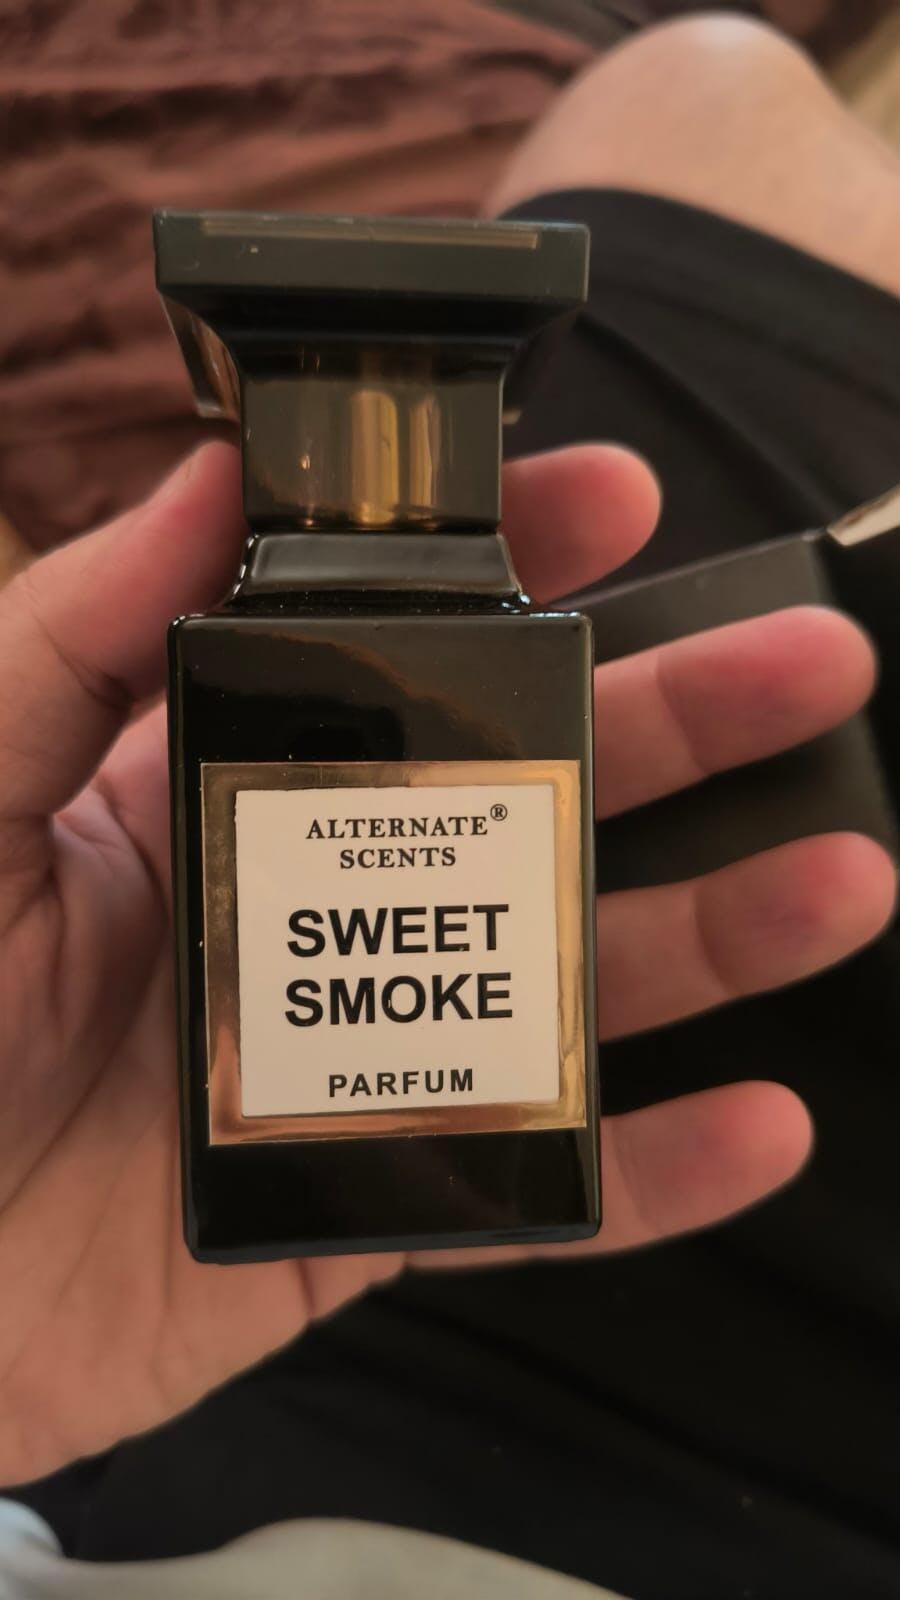 ALTERNATE®
SCENTS
SWEET
SMOKE
PARFUM